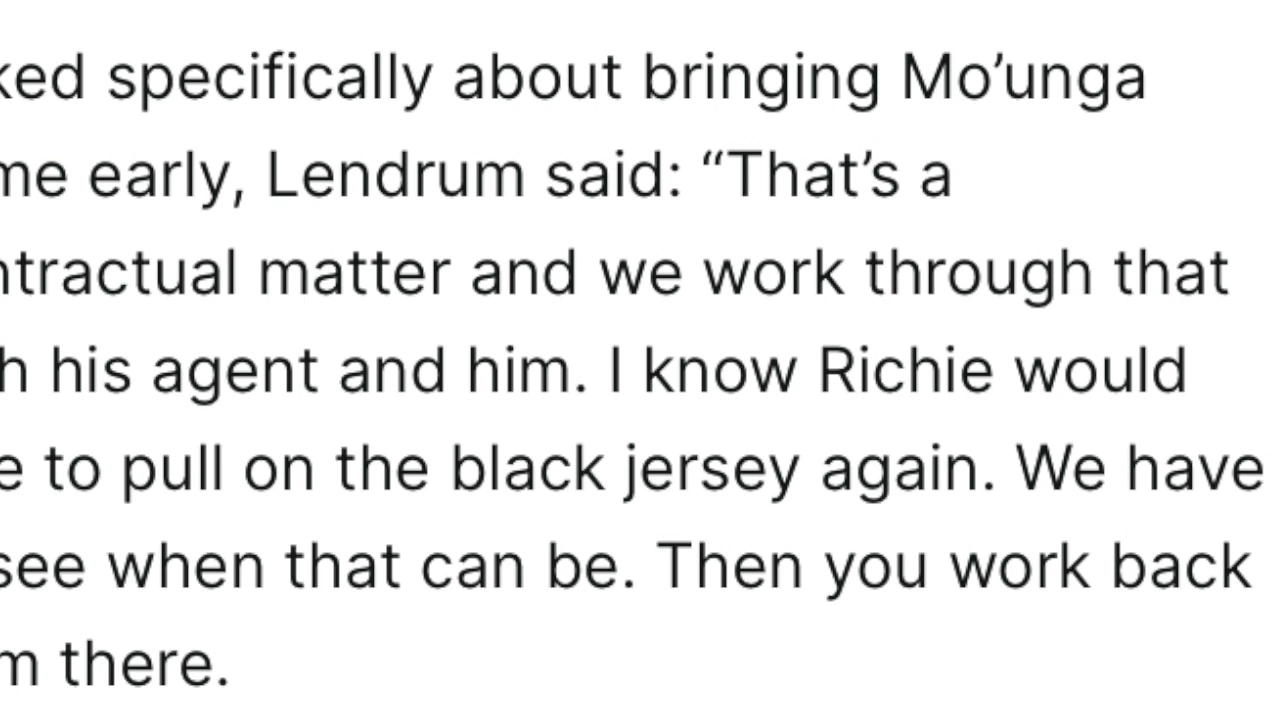 ked specifically about bringing Mo’unga
me early, Lendrum said: “That’s a
ntractual matter and we work through that
h his agent and him. I know Richie would
e to pull on the black jersey again. We have
see when that can be. Then you work back
m there.